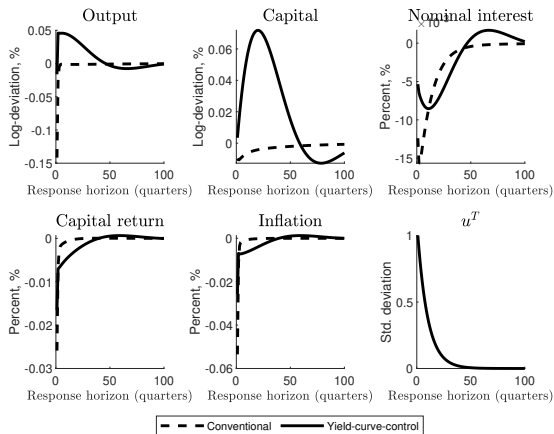 Output
Log-deviation, %
0.05
0
-0.05
-0.1
-0.15
0
50
100
Response horizon (quarters)
Capital
Log-deviation, %
0.06
0.04
0.02
0
0
50
100
Response horizon (quarters)
Nominal interest
Percent, %
0
-5
-10
-15
0
50
100
Response horizon (quarters)
Capital return
Percent, %
0
-0.01
-0.02
-0.03
0
50
100
Response horizon (quarters)
Inflation
Percent, %
0
-0.02
-0.04
-0.06
0
50
100
Response horizon (quarters)
u^T
Std. deviation
1
0.5
0
0
50
100
Response horizon (quarters)
Conventional
Yield-curve-control